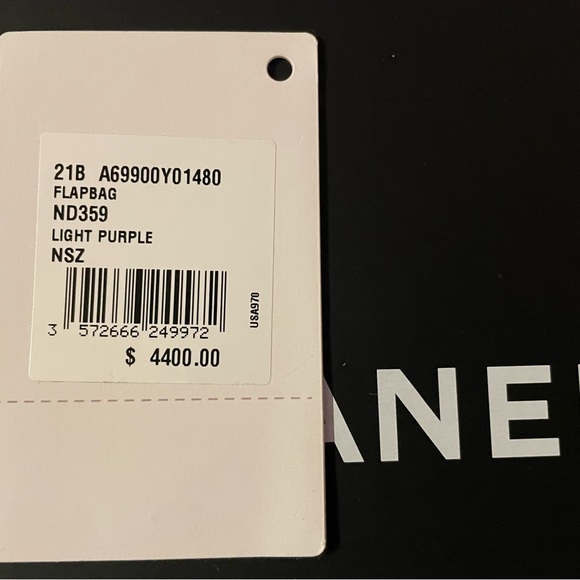 21B A69900Y01480
FLAPBAG
ND359
LIGHT PURPLE
NSZ
3 572666 249972
USA970
$ 4400.00
ANE